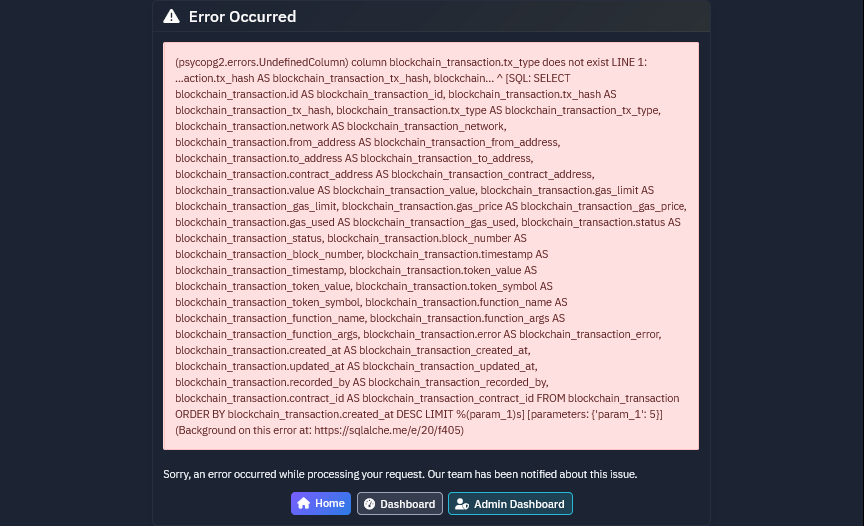 Error Occurred
(psycopg2.errors.UndefinedColumn) column blockchain_transaction.tx_type does not exist LINE 1:
...action.tx_hash AS blockchain_transaction_tx_hash, blockchain... ^ [SQL: SELECT
blockchain_transaction.id AS blockchain_transaction_id, blockchain_transaction.tx_hash AS
blockchain_transaction_tx_hash, blockchain_transaction.tx_type AS blockchain_transaction_tx_type,
blockchain_transaction.network AS blockchain_transaction_network,
blockchain_transaction.from_address AS blockchain_transaction_from_address,
blockchain_transaction.to_address AS blockchain_transaction_to_address,
blockchain_transaction.contract_address AS blockchain_transaction_contract_address,
blockchain_transaction.value AS blockchain_transaction_value, blockchain_transaction.gas_limit AS
blockchain_transaction_gas_limit, blockchain_transaction.gas_price AS blockchain_transaction_gas_price,
blockchain_transaction.gas_used AS blockchain_transaction_gas_used, blockchain_transaction.status AS
blockchain_transaction_status, blockchain_transaction.block_number AS
blockchain_transaction_block_number, blockchain_transaction.timestamp AS
blockchain_transaction_timestamp, blockchain_transaction.token_value AS
blockchain_transaction_token_value, blockchain_transaction.token_symbol AS
blockchain_transaction_token_symbol, blockchain_transaction.function_name AS
blockchain_transaction_function_name, blockchain_transaction.function_args AS
blockchain_transaction_function_args, blockchain_transaction.error AS blockchain_transaction_error,
blockchain_transaction.created_at AS blockchain_transaction_created_at,
blockchain_transaction.updated_at AS blockchain_transaction_updated_at,
blockchain_transaction.recorded_by AS blockchain_transaction_recorded_by,
blockchain_transaction.contract_id AS blockchain_transaction_contract_id FROM blockchain_transaction
ORDER BY blockchain_transaction.created_at DESC LIMIT %(param_1)s] [parameters: {'param_1': 5}]
(Background on this error at: https://sqlalche.me/e/20/f405)
Sorry, an error occurred while processing your request. Our team has been notified about this issue.
Home Dashboard Admin Dashboard